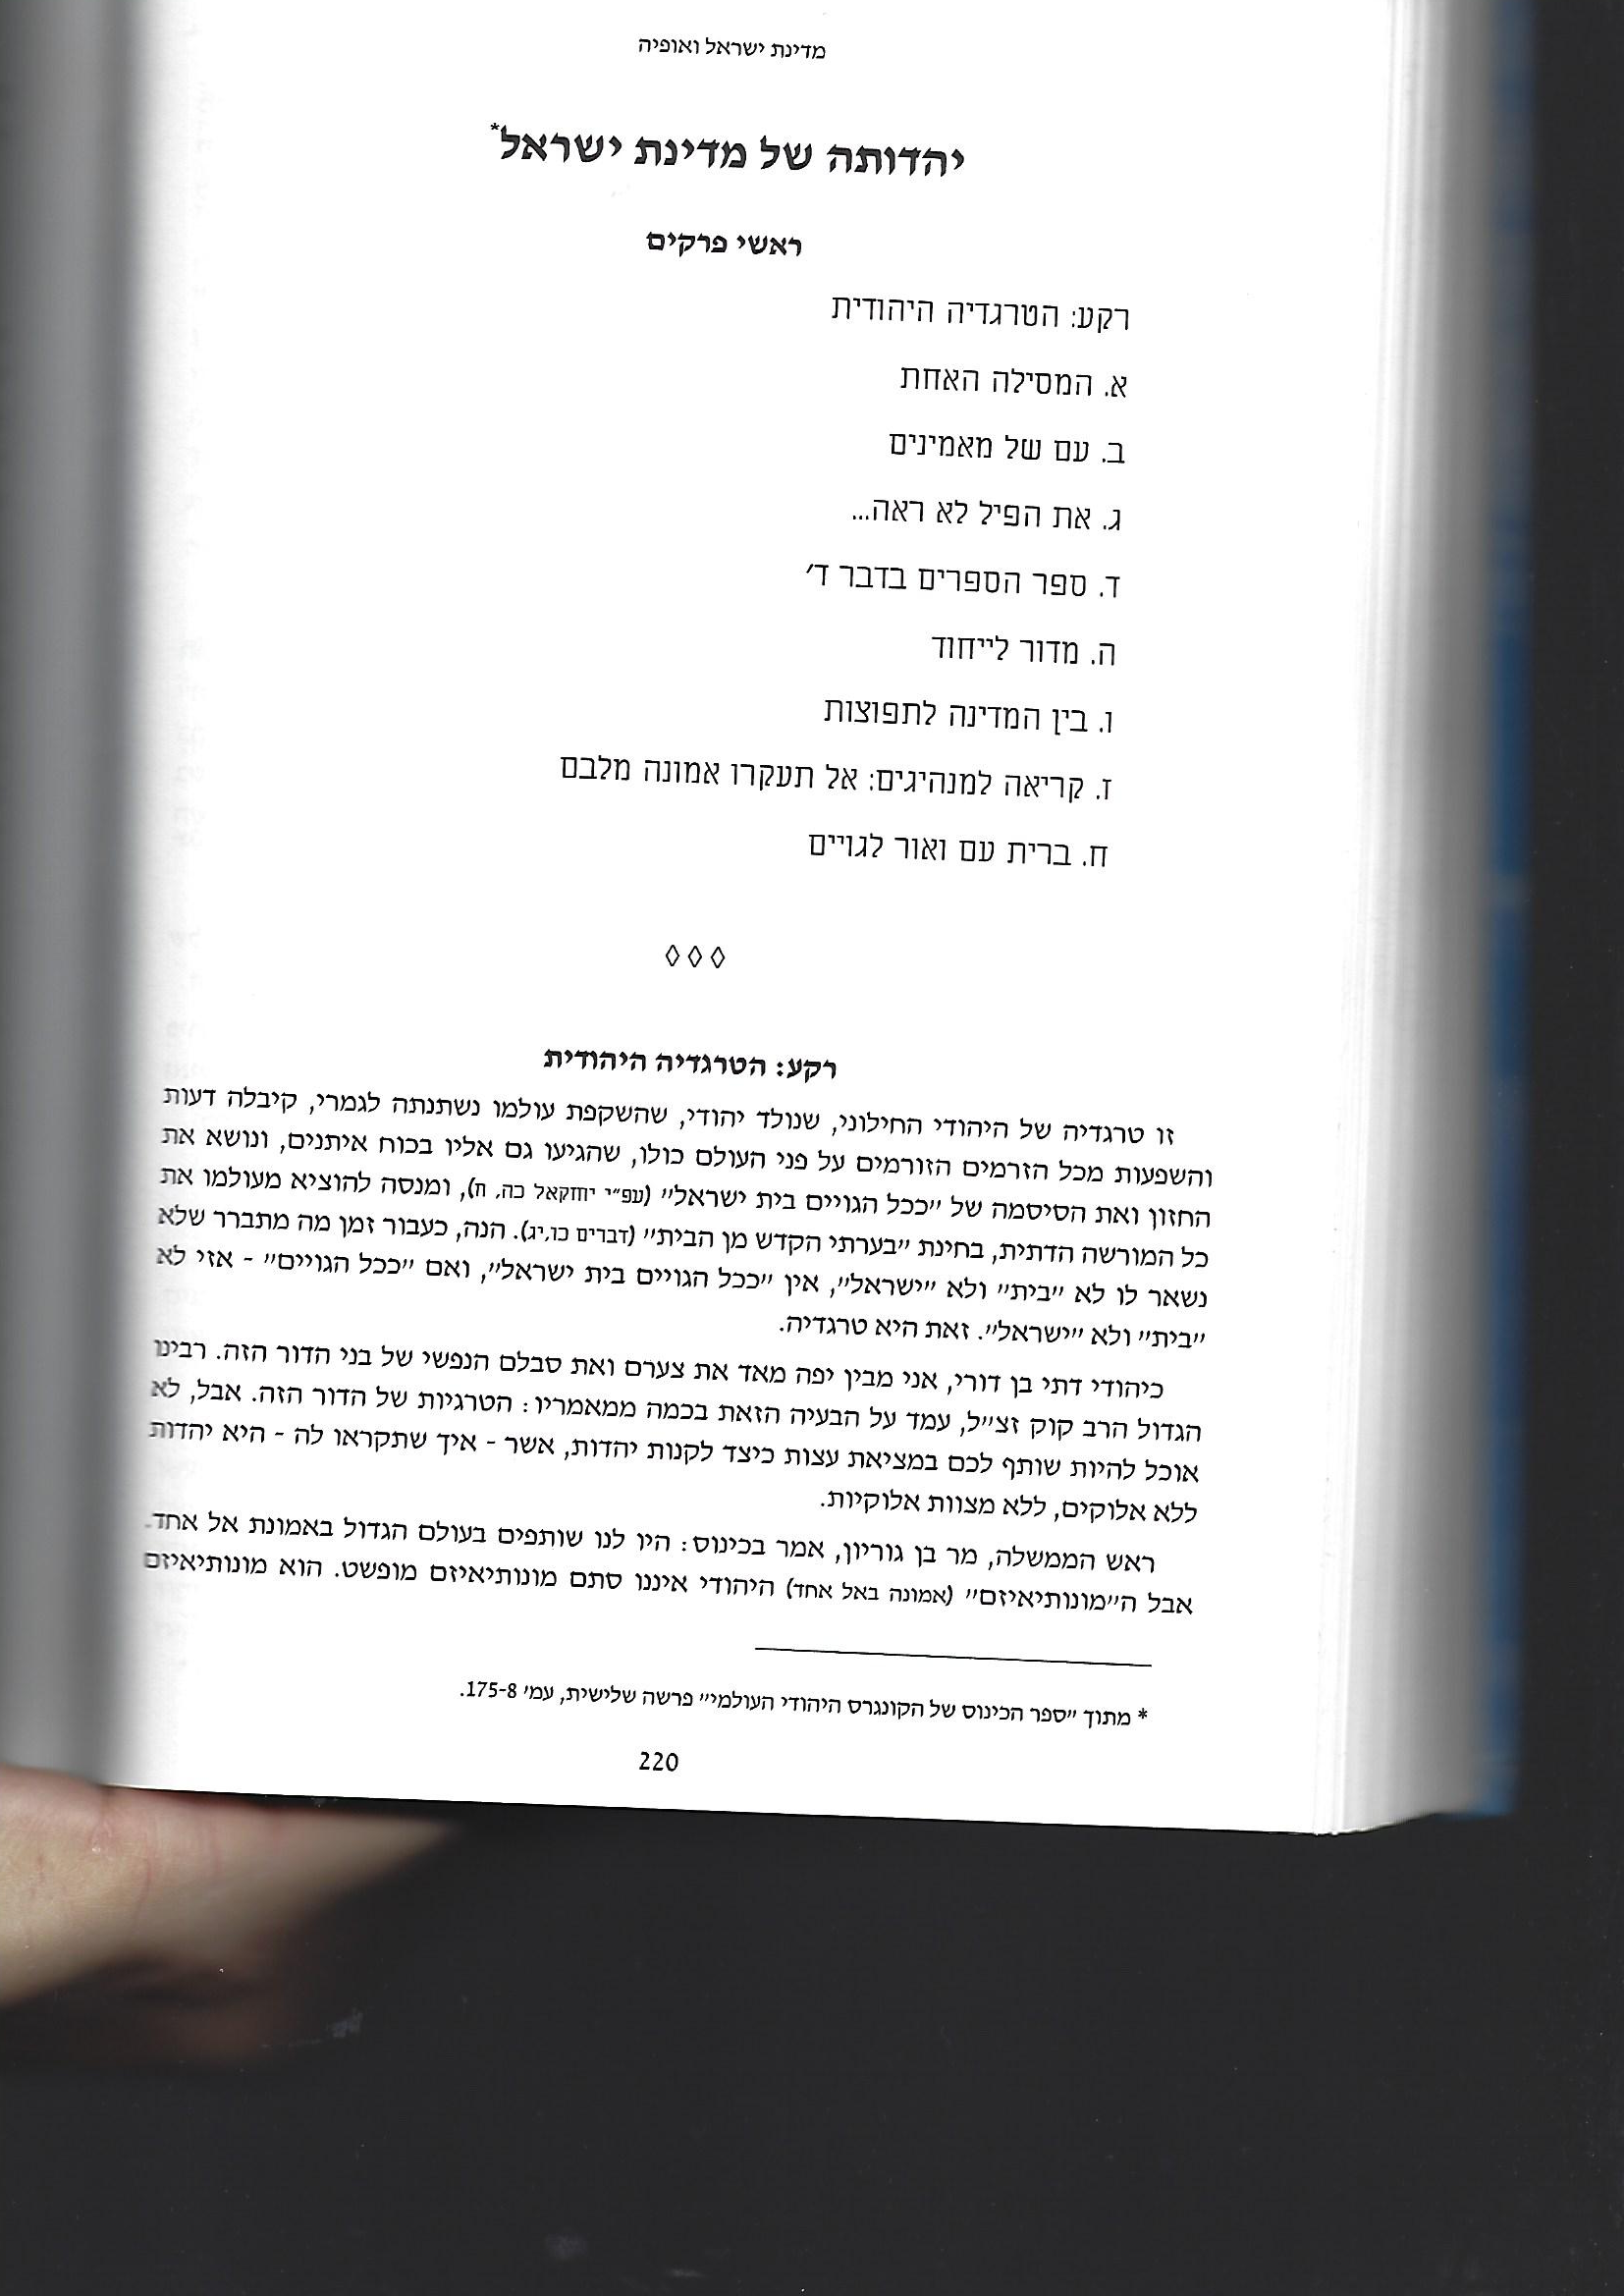 מדינת ישראל ואופיה
יהדותה של מדינת ישראל*
ראשי פרקים
רקע: הטרגדיה היהודית
א. המסילה האחת
ב. עם של מאמינים
ג. את הפיל לא ראה...
ד. ספר הספרים בדבר ד׳
ה. מדור לייחוד
ו. בין המדינה לתפוצות
ז. קריאה למנהיגים: אל תעקרו אמונה מלבם
ח. ברית עם ואור לגויים
◊ ◊ ◊
רקע: הטרגדיה היהודית
זו טרגדיה של היהודי החילוני, שנולד יהודי, שהשקפת עולמו נשתנתה לגמרי, קיבלה דעות
והשפעות מכל הזרמים הזורמים על פני העולם כולו, שהגיעו גם אליו בכוח איתנים, ונושא את
החזון ואת הסיסמה של ״ככל הגויים בית ישראל״ (עפ״י יחזקאל כה, ח), ומנסה להוציא מעולמו את
כל המורשה הדתית, בחינת ״בערתי הקדש מן הבית״ (דברים כו,יג). הנה, כעבור זמן מה מתברר שלא
נשאר לו לא ״בית״ ולא ״ישראל״, אין ״ככל הגויים בית ישראל״, ואם ״ככל הגויים״ - אזי לא
״בית״ ולא ״ישראל״. זאת היא טרגדיה.
כיהודי דתי בן דורי, אני מבין יפה מאד את צערם ואת סבלם הנפשי של בני הדור הזה. רבינו
הגדול הרב קוק זצ״ל, עמד על הבעיה הזאת בכמה ממאמריו: הטרגיות של הדור הזה. אבל, לא
אוכל להיות שותף לכם במציאת עצות כיצד לקנות יהדות, אשר - איך שתקראו לה - היא יהדות
ללא אלוקים, ללא מצוות אלוקיות.
ראש הממשלה, מר בן גוריון, אמר בכינוס: היו לנו שותפים בעולם הגדול באמונת אל אחד.
אבל ה״מונותיאיזם״ (אמונה באל אחד) היהודי איננו סתם מונותיאיזם מופשט. הוא מונותיאיזם
* מתוך ״ספר הכינוס של הקונגרס היהודי העולמי״ פרשה שלישית, עמ׳ 175-8.
220